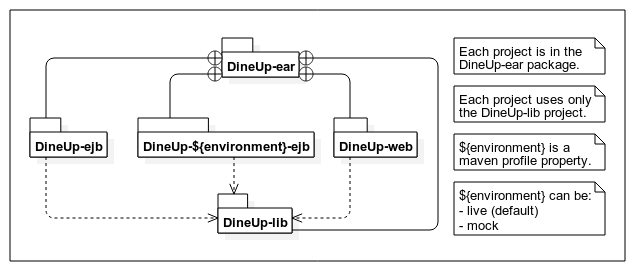 DineUp-ear
DineUp-ejb
DineUp-${environment}-ejb
DineUp-web
DineUp-lib
Each project is in the
DineUp-ear package.
Each project uses only
the DineUp-lib project.
${environment} is a
maven profile property.
${environment} can be:
- live (default)
- mock